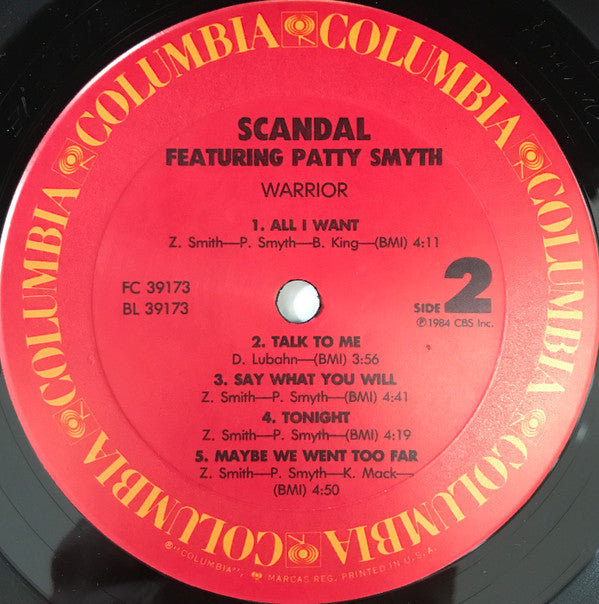 COLUMBIA COLUMBIA COLUMBIA COLUMBIA COLUMBIA COLUMBIA
SCANDAL
FEATURING PATTY SMYTH
WARRIOR
1. ALL I WANT
Z. Smith—P. Smyth—B. King—(BMI) 4:11
FC 39173
BL 39173
SIDE 2
℗1984 CBS Inc.
2. TALK TO ME
D. Lubahn—(BMI) 3:56
3. SAY WHAT YOU WILL
Z. Smith—P. Smyth—(BMI) 4:41
4. TONIGHT
Z. Smith—P. Smyth—(BMI) 4:19
5. MAYBE WE WENT TOO FAR
Z. Smith—P. Smyth—K. Mack—
(BMI) 4:50
"COLUMBIA", MARCAS REG. PRINTED IN U.S.A.